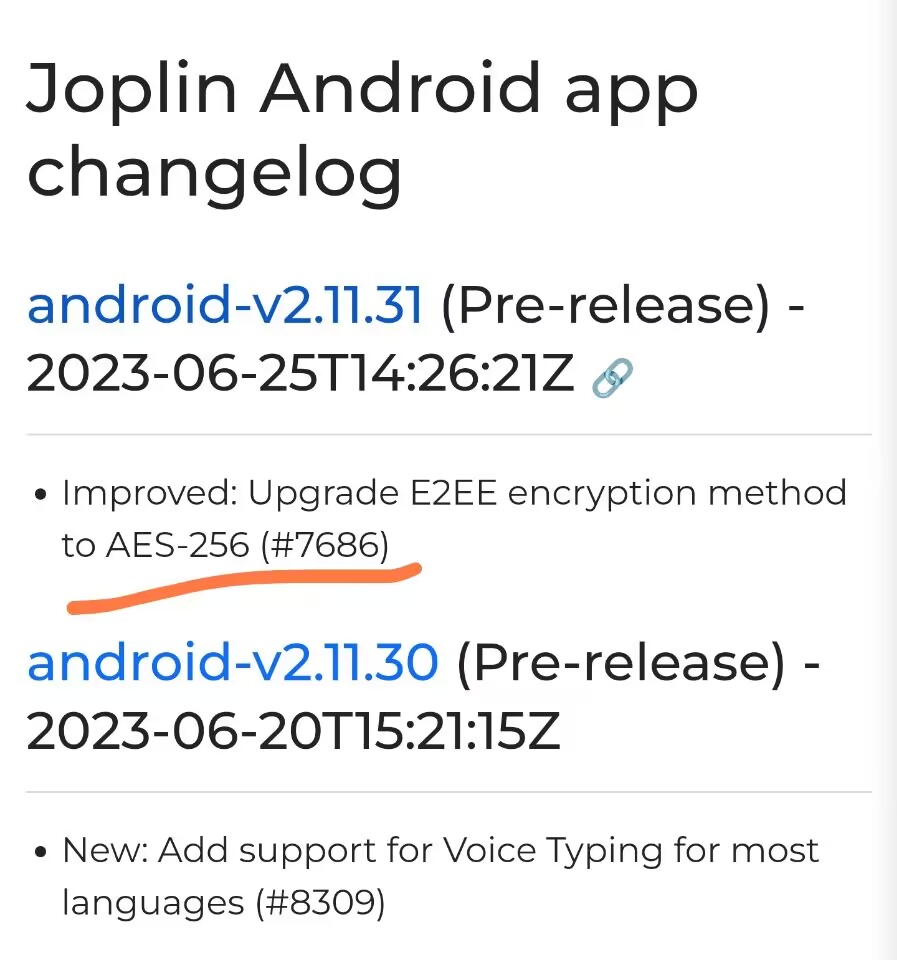 Joplin Android app
changelog
android-v2.11.31 (Pre-release) -
2023-06-25T14:26:21Z
• Improved: Upgrade E2EE encryption method
to AES-256 (#7686)
android-v2.11.30 (Pre-release) -
2023-06-20T15:21:15Z
• New: Add support for Voice Typing for most
languages (#8309)